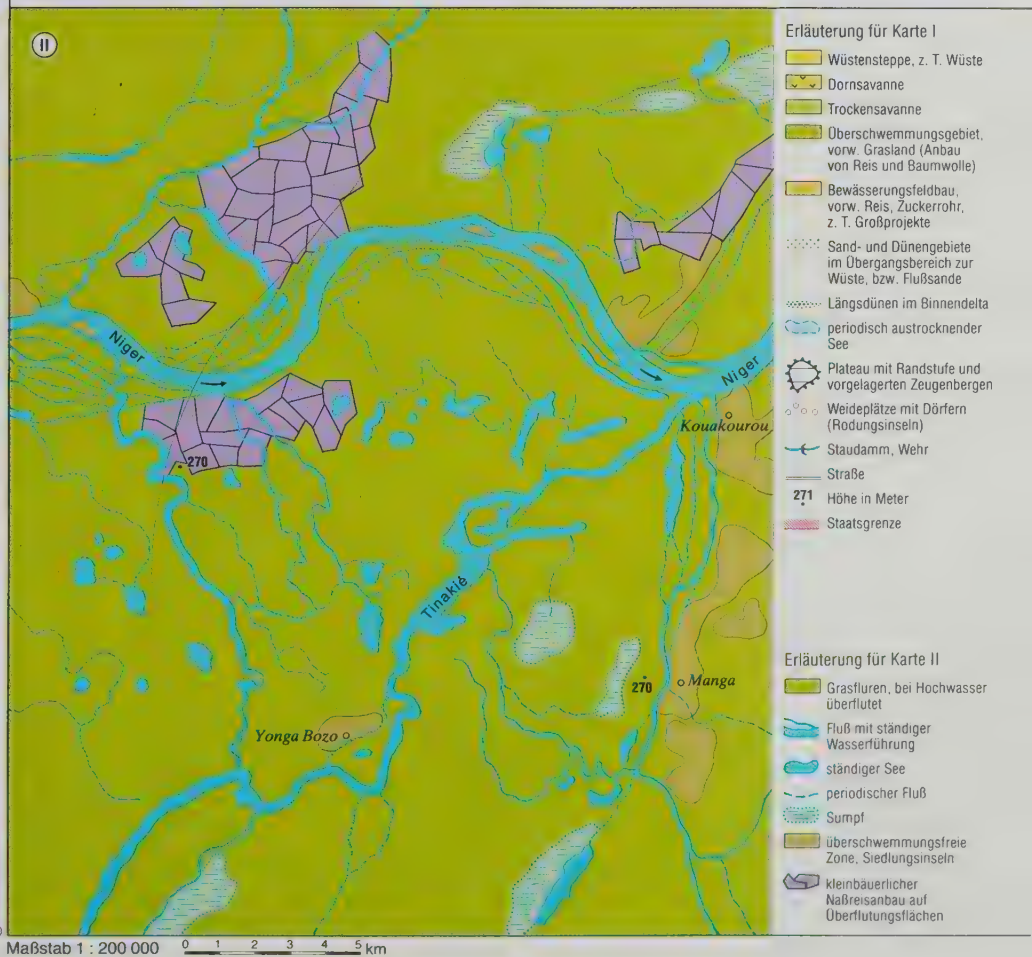 II
Niger
Niger
Kouakourou
270
Tinakié
270
Manga
Yonga Bozo
Maßstab 1 : 200 000
0 1 2 3 4 5 km
Erläuterung für Karte I
Wüstensteppe, z. T. Wüste
Dornsavanne
Trockensavanne
Überschwemmungsgebiet,
vorw. Grasland (Anbau
von Reis und Baumwolle)
Bewässerungsfeldbau,
vorw. Reis, Zuckerrohr,
z. T. Großprojekte
Sand- und Dünengebiete
im Übergangsbereich zur
Wüste, bzw. Flußsande
Längsdünen im Binnendelta
periodisch austrocknender
See
Plateau mit Randstufe und
vorgelagerten Zeugenbergen
Weideplätze mit Dörfern
(Rodungsinseln)
Staudamm, Wehr
Straße
271 Höhe in Meter
Staatsgrenze
Erläuterung für Karte II
Grasfluren, bei Hochwasser
überflutet
Fluß mit ständiger
Wasserführung
ständiger See
periodischer Fluß
Sumpf
überschwemmungsfreie
Zone, Siedlungsinseln
kleinbäuerlicher
Naßreisanbau auf
Überflutungsflächen